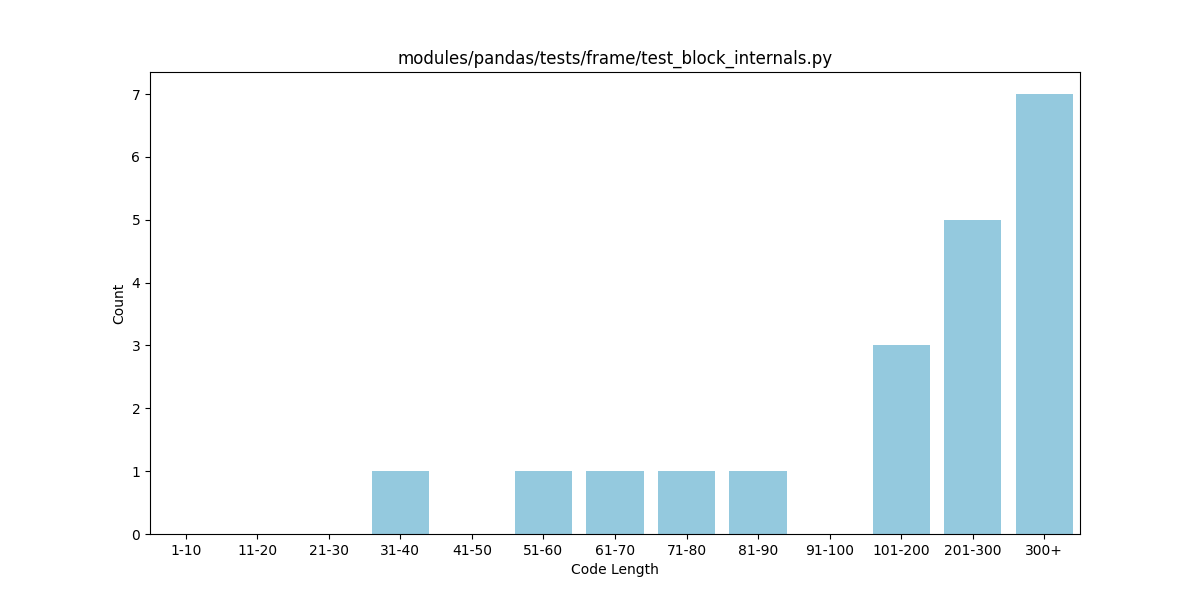 modules/pandas/tests/frame/test_block_internals.py
7
6
5
4
3
2
1
0
Count
1-10 11-20 21-30 31-40 41-50 51-60 61-70 71-80 81-90 91-100 101-200 201-300 300+
Code Length